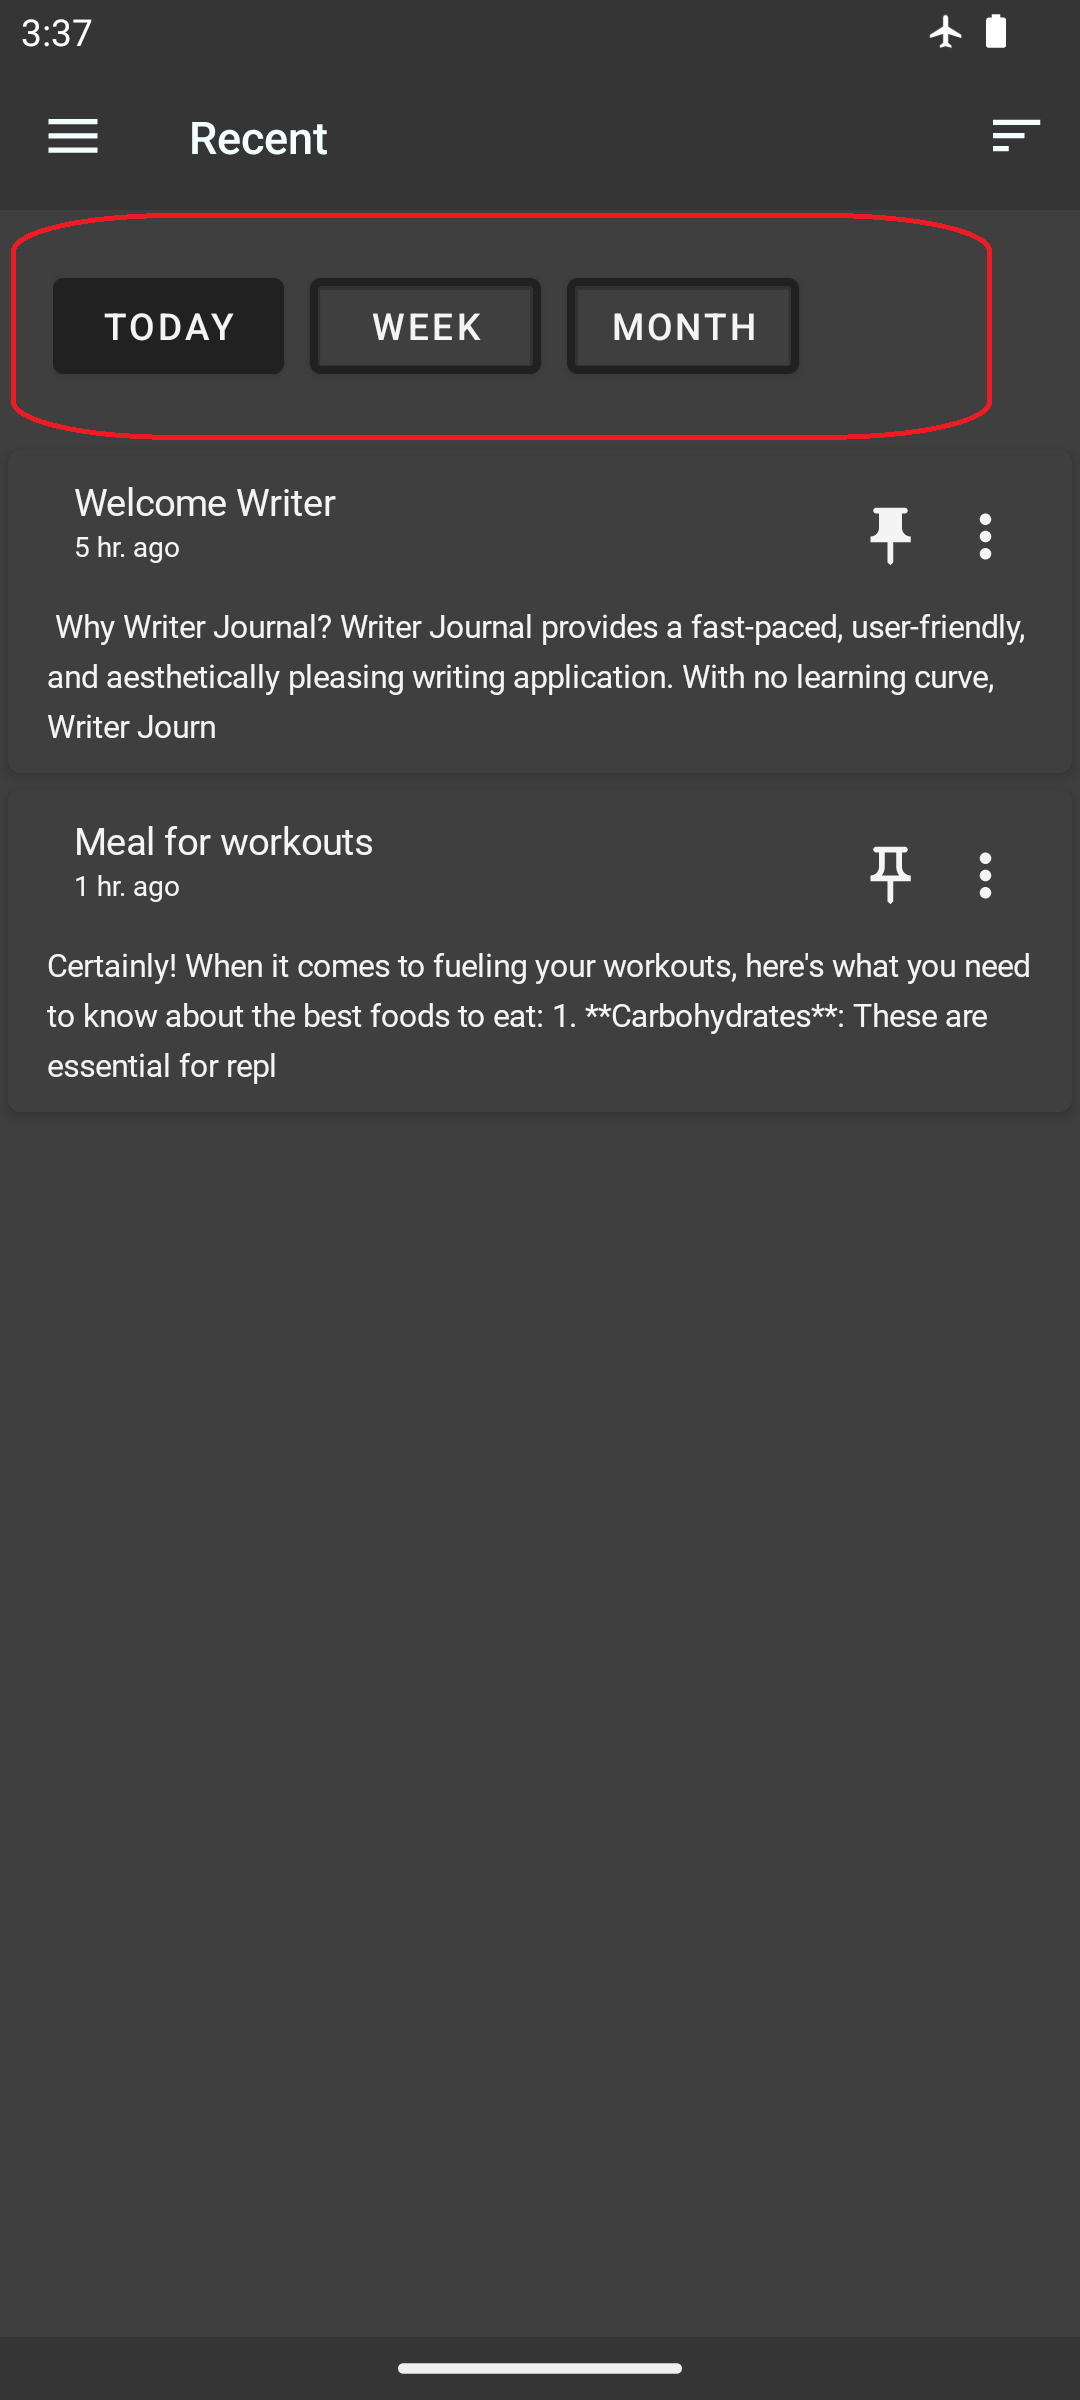 3:37
Recent
TODAY WEEK MONTH
Welcome Writer
5 hr. ago
Why Writer Journal? Writer Journal provides a fast-paced, user-friendly,
and aesthetically pleasing writing application. With no learning curve,
Writer Journ
Meal for workouts
1 hr. ago
Certainly! When it comes to fueling your workouts, here's what you need
to know about the best foods to eat: 1. **Carbohydrates**: These are
essential for repl